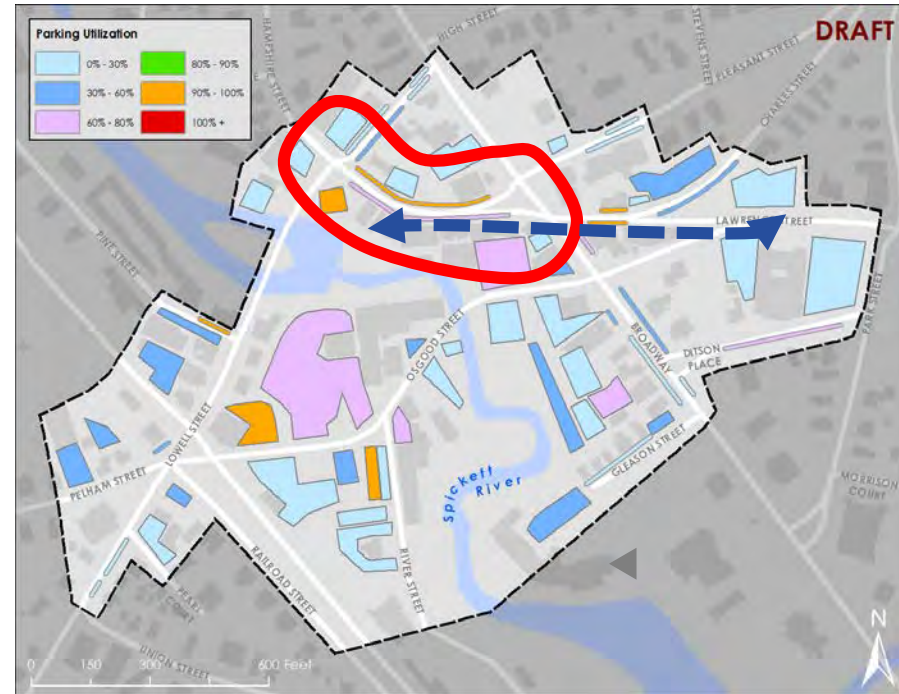 DRAFT
Parking Utilization
0% - 30%
80% - 90%
30% - 60%
90% - 100%
60% - 80%
100% +
HAMPSHIRE STREET
HIGH STREET
STEVENS STREET
PLEASANT STREET
CHARLES STREET
STREET
PINE STREET
OSGOOD STREET
BROADWAY
DITSON
PLACE
PARK STREET
LOWELL STREET
PELHAM STREET
GLEASON STREET
Spickett
River
MORRISON
COURT
RAILROAD STREET
RIVER STREET
PEARL
COURT
UNION STREET
N
0 150 300 600 Feet